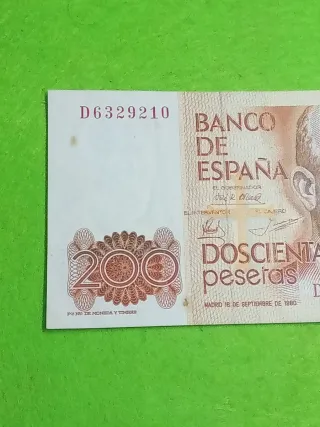 D6329210
BANCO
DE
ESPAÑA
EL GOBERNADOR
EL INTERVENTOR EL CAJERO
200
DOSCIENTA
pesetas
MADRID 16 DE SEPTIEMBRE DE 1980
D